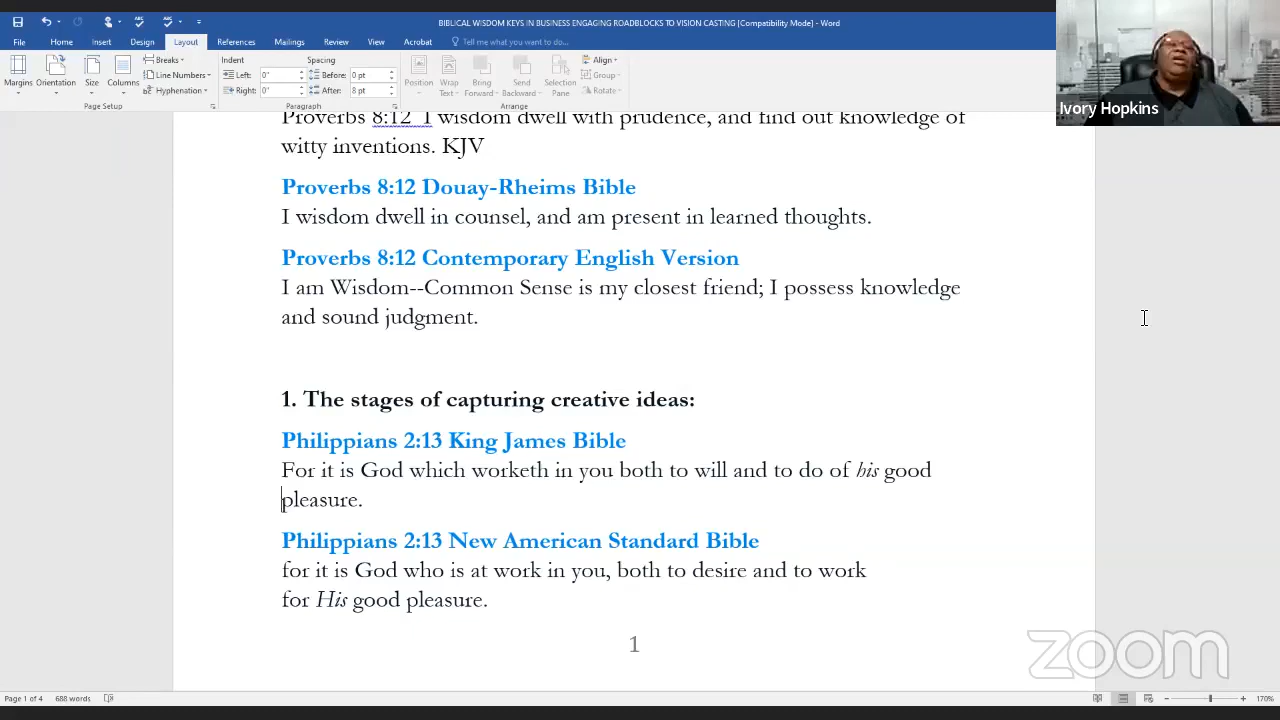 BIBLICAL WISDOM KEYS IN BUSINESS ENGAGING ROADBLOCKS TO VISION CASTING [Compatibility Mode] - Word
File Home Insert Design Layout References Mailings Review View Acrobat Tell me what you want to do...
Margins Orientation Size Columns Breaks Line Numbers Hyphenation
Page Setup
Indent Spacing
Left: 0" Before: 0 pt
Right: 0" After: 8 pt
Paragraph
Position Wrap Text Bring Forward Send Backward Selection Pane Align Group Rotate
Arrange
Ivory Hopkins
Proverbs 8:12 I wisdom dwell with prudence, and find out knowledge of
witty inventions. KJV
Proverbs 8:12 Douay-Rheims Bible
I wisdom dwell in counsel, and am present in learned thoughts.
Proverbs 8:12 Contemporary English Version
I am Wisdom--Common Sense is my closest friend; I possess knowledge
and sound judgment.
1. The stages of capturing creative ideas:
Philippians 2:13 King James Bible
For it is God which worketh in you both to will and to do of his good
pleasure.
Philippians 2:13 New American Standard Bible
for it is God who is at work in you, both to desire and to work
for His good pleasure.
1
zoom
Page 1 of 4 688 words 170%